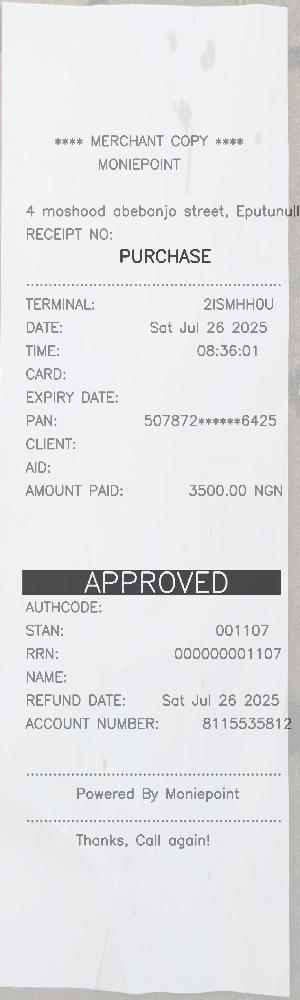 **** MERCHANT COPY ****
MONIEPOINT
4 moshood abebanjo street, Eputunull
RECEIPT NO:
PURCHASE
TERMINAL: 2ISMHH0U
DATE: Sat Jul 26 2025
TIME: 08:36:01
CARD:
EXPIRY DATE:
PAN: 507872******6425
CLIENT:
AID:
AMOUNT PAID: 3500.00 NGN
APPROVED
AUTHCODE:
STAN: 001107
RRN: 000000001107
NAME:
REFUND DATE: Sat Jul 26 2025
ACCOUNT NUMBER: 8115535812
Powered By Moniepoint
Thanks, Call again!